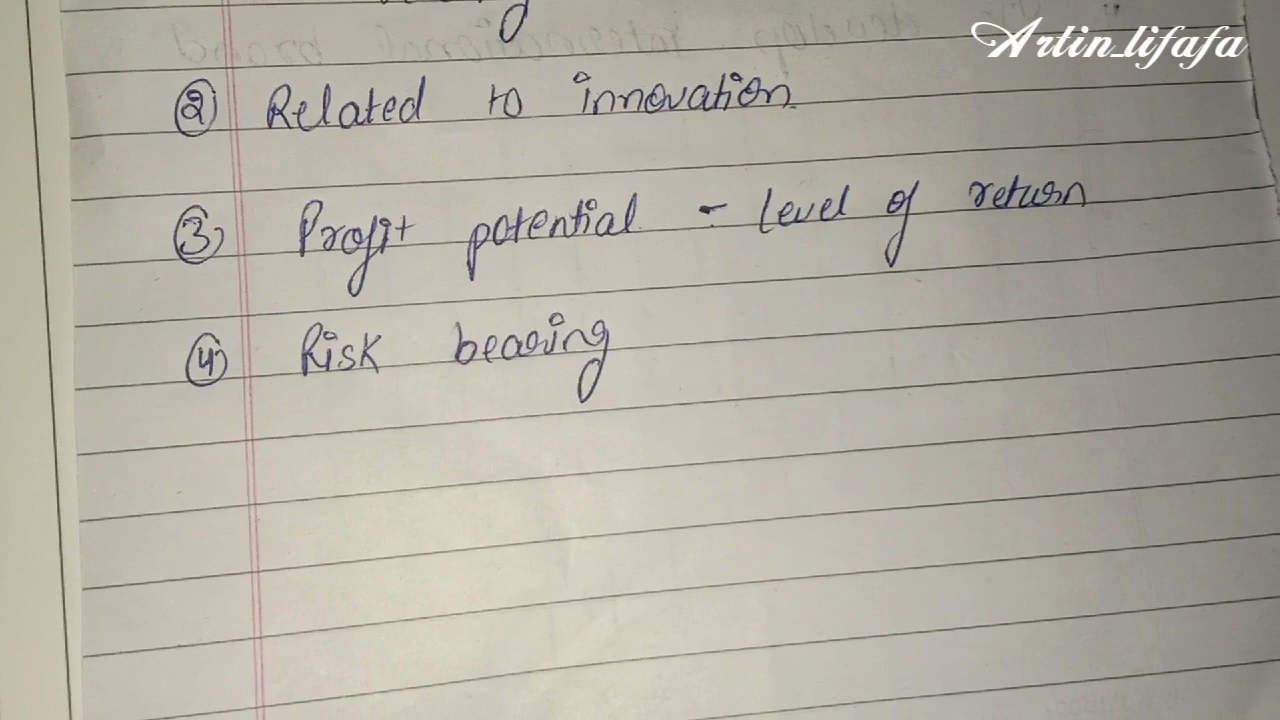 Artin_lifafa
② Related to innovation
③ Profit potential - level of return
④ Risk bearing